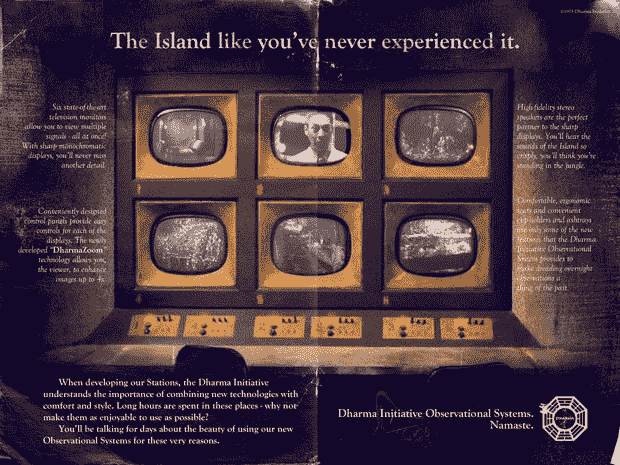 ©1975 Dharma Initiative
The Island like you've never experienced it.
Six state of the art
television monitors
allow you to view multiple
signals - all at once!
With sharp monochromatic
displays, you'll never miss
another detail.
Conveniently designed
control panels provide easy
controls for each of the
displays. The newly
developed "DharmaZoom"
technology allows you,
the viewer, to enhance
images up to 4x.
High fidelity stereo
speakers are the perfect
partner to the sharp
displays. You'll hear the
sounds of the Island so
crisply, you'll think you're
standing in the jungle.
Comfortable, ergonomic
seats and convenient
cup holders and ashtrays
are only some of the new
features that the Dharma
Initiative Observational
System provides to
make dreading overnight
observations a
thing of the past.
When developing our Stations, the Dharma Initiative
understands the importance of combining new technologies with
comfort and style. Long hours are spent in these places - why not
make them as enjoyable to use as possible?
You'll be talking for days about the beauty of using our new
Observational Systems for these very reasons.
Dharma Initiative Observational Systems.
Namaste.
DHARMA